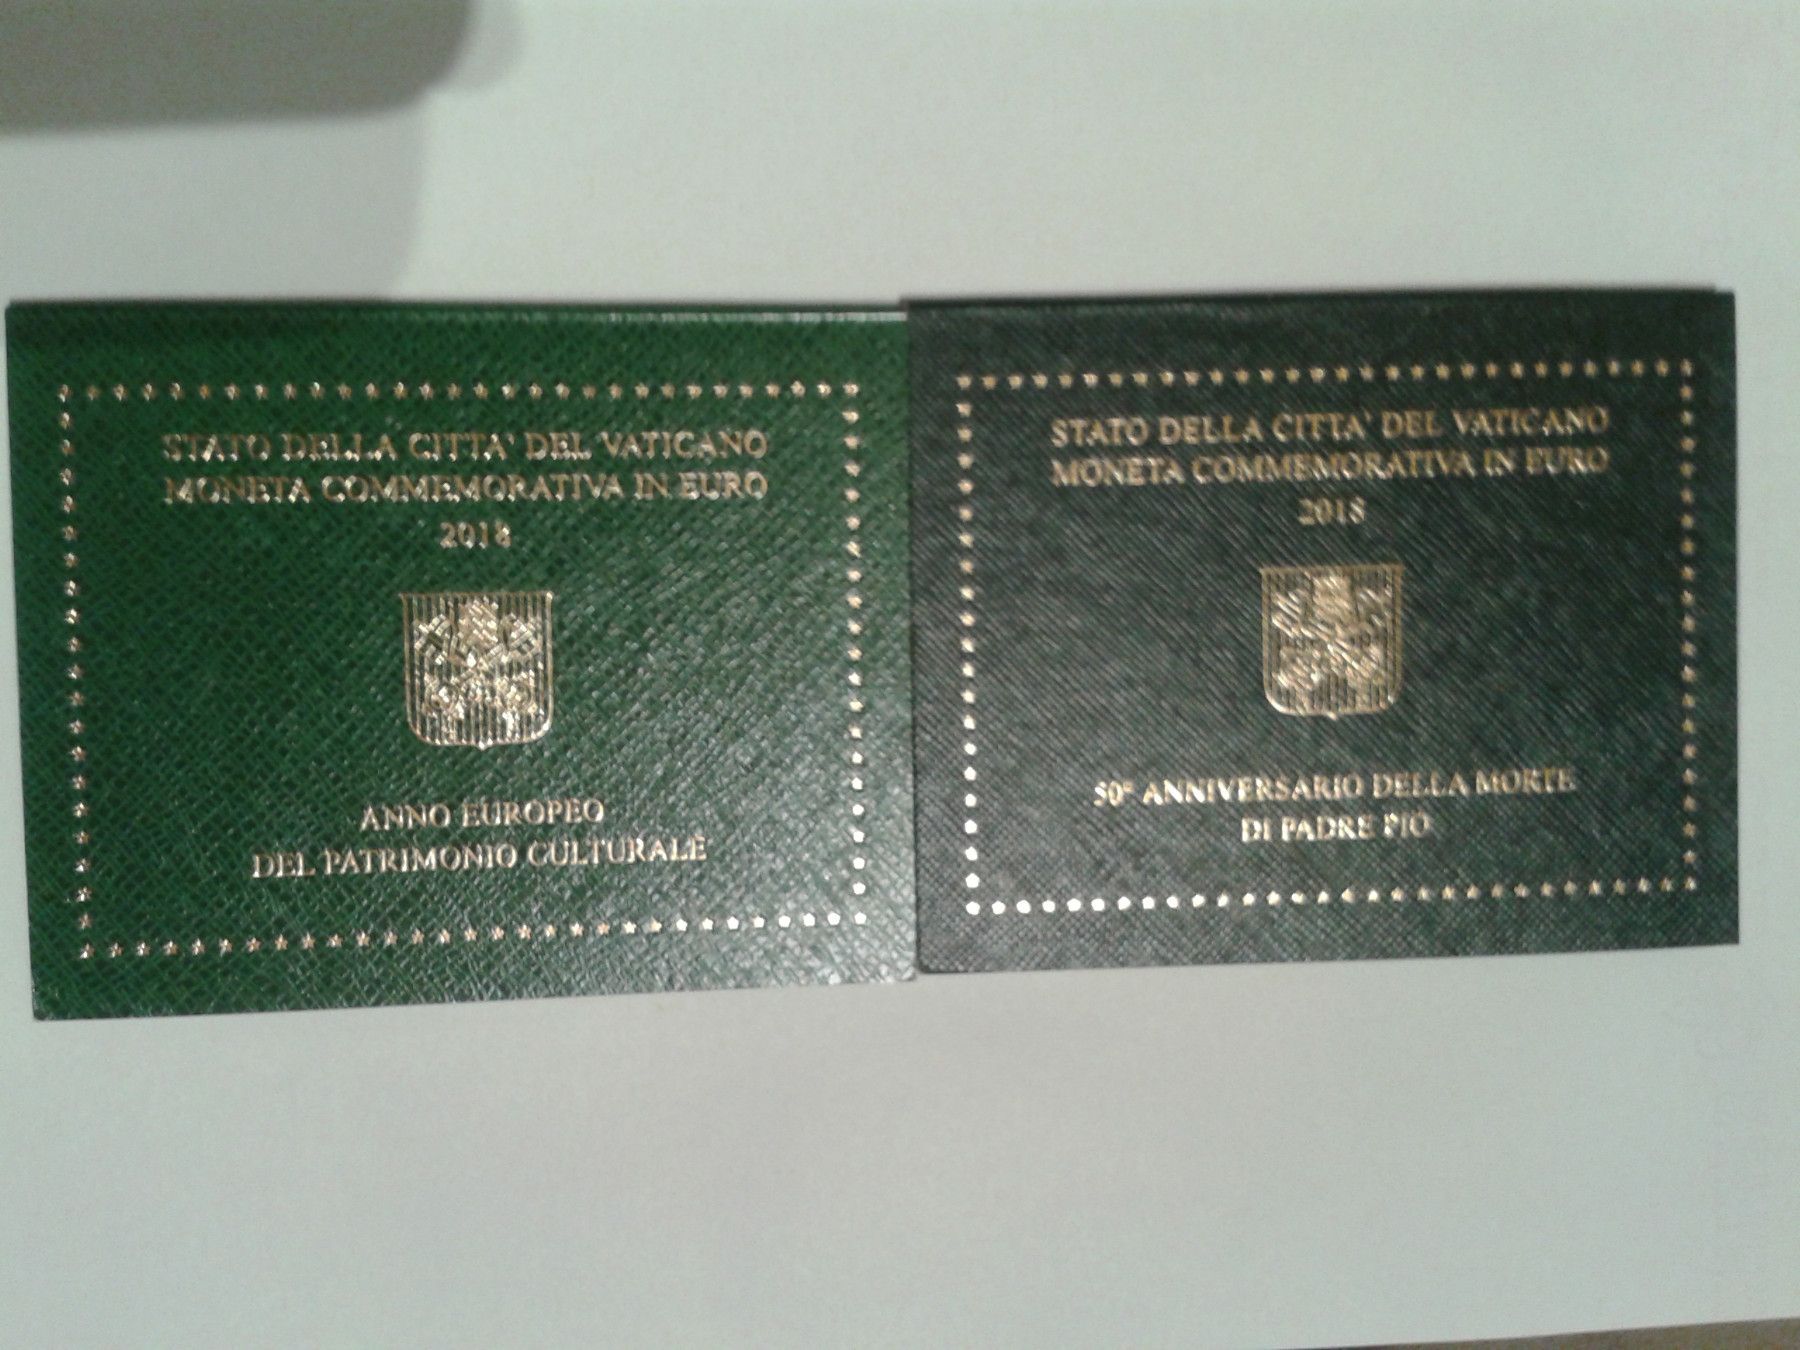 STATO DELLA CITTA' DEL VATICANO
MONETA COMMEMORATIVA IN EURO
2018
ANNO EUROPEO
DEL PATRIMONIO CULTURALE
STATO DELLA CITTA' DEL VATICANO
MONETA COMMEMORATIVA IN EURO
2018
50° ANNIVERSARIO DELLA MORTE
DI PADRE PIO